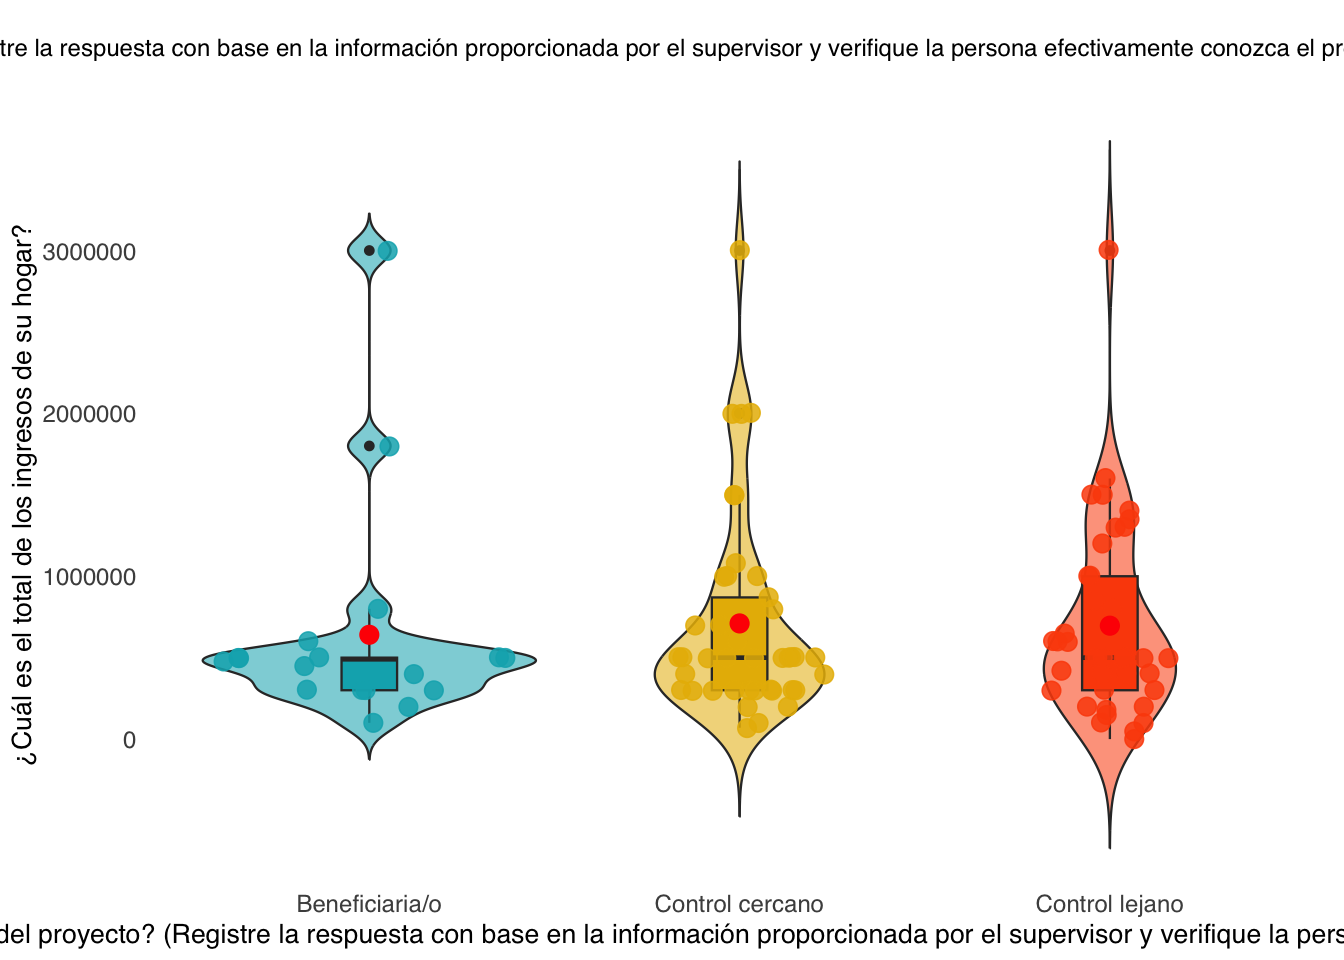 tre la respuesta con base en la información proporcionada por el supervisor y verifique la persona efectivamente conozca el pr
¿Cuál es el total de los ingresos de su hogar?
3000000
2000000
1000000
0
Beneficiaria/o
Control cercano
Control lejano
del proyecto? (Registre la respuesta con base en la información proporcionada por el supervisor y verifique la pers